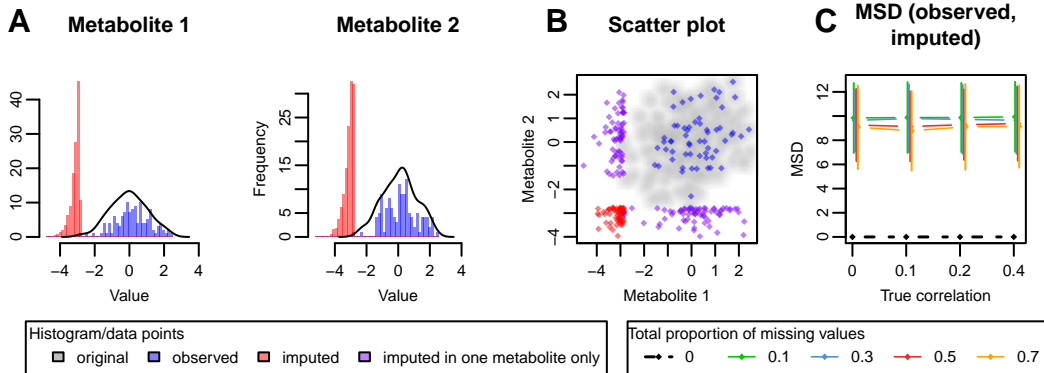 A
Metabolite 1
Metabolite 2
B
Scatter plot
C
MSD (observed,
imputed)
0 10 20 30 40
−4 −2 0 2 4
Value
Frequency
0 5 15 25
−4 −2 0 2 4
Value
Metabolite 2
−4 −2 −1 0 1 2
−4 −2 0 1 2
Metabolite 1
MSD
0 2 4 6 8 12
0 0.1 0.2 0.4
True correlation
Histogram/data points
original observed imputed imputed in one metabolite only
Total proportion of missing values
0 0.1 0.3 0.5 0.7